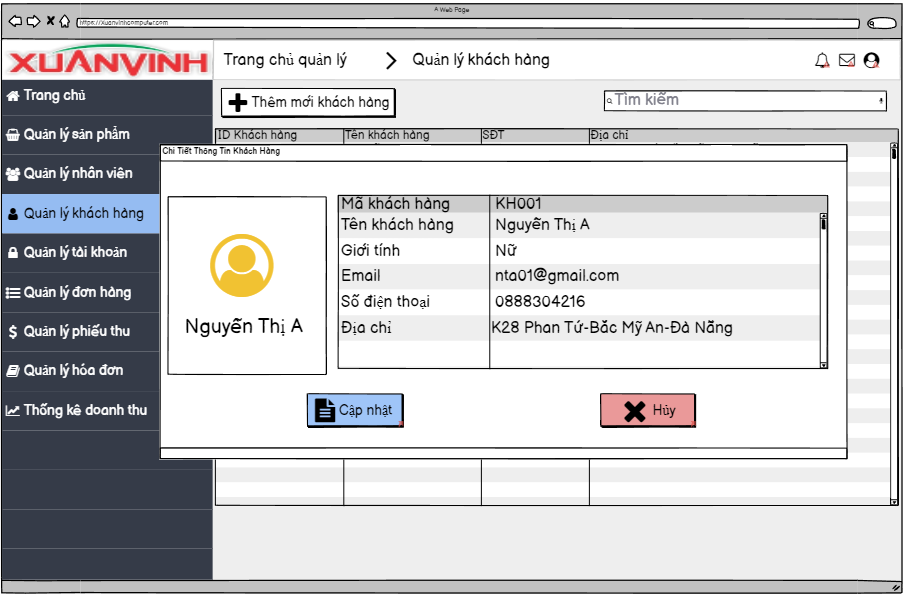 A Web Page
https://xuanvinhcomputer.com
XUÂNVINH
Trang chủ quản lý
Quản lý khách hàng
Trang chủ
Quản lý sản phẩm
Quản lý nhân viên
Quản lý khách hàng
Quản lý tài khoản
Quản lý đơn hàng
Quản lý phiếu thu
Quản lý hóa đơn
Thống kê doanh thu
Thêm mới khách hàng
Tìm kiếm
ID Khách hàng Tên khách hàng SĐT Địa chỉ
Chi Tiết Thông Tin Khách Hàng
Nguyễn Thị A
Mã khách hàng KH001
Tên khách hàng Nguyễn Thị A
Giới tính Nữ
Email nta01@gmail.com
Số điện thoại 0888304216
Địa chỉ K28 Phan Tứ-Bắc Mỹ An-Đà Nẵng
Cập nhật
Hủy